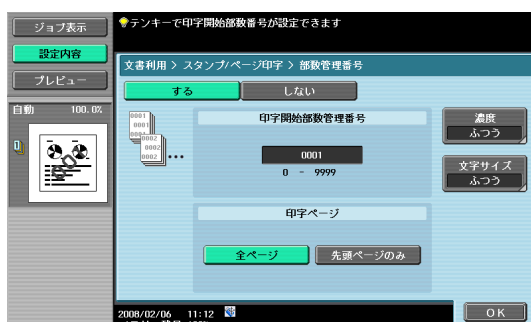 ジョブ表示
テンキーで印字開始部数番号が設定できます
設定内容
プレビュー
文書利用 > スタンプ/ページ印字 > 部数管理番号
する
しない
自動 100.0%
0001
0001
0002
0002
0002
印字開始部数管理番号
0001
0 - 9999
濃度
ふつう
文字サイズ
ふつう
印字ページ
全ページ
先頭ページのみ
2008/02/06 11:12
OK